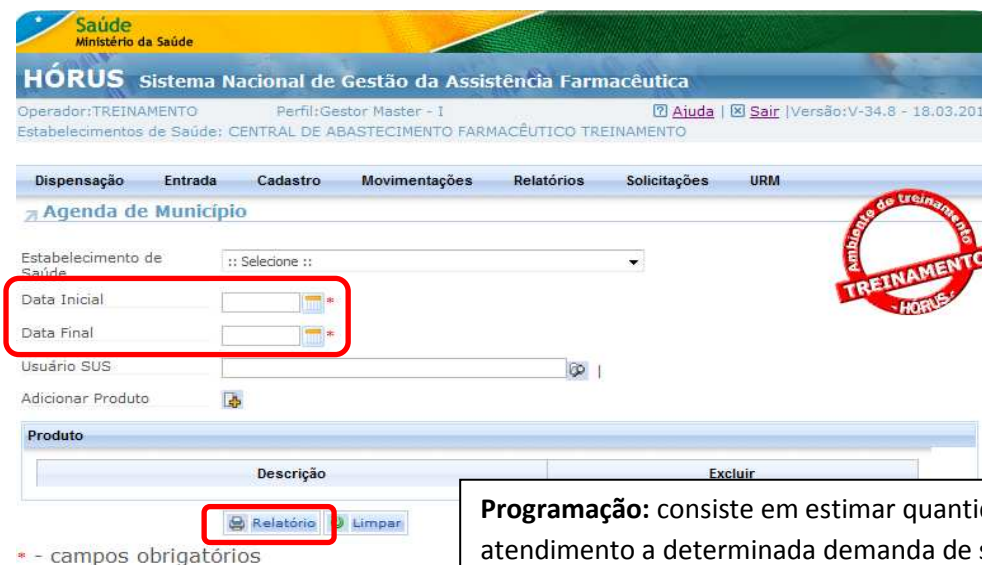 Saúde
Ministério da Saúde
HÓRUS Sistema Nacional de Gestão da Assistência Farmacêutica
Operador:TREINAMENTO Perfil:Gestor Master - I Ajuda | Sair |Versão:V-34.8 - 18.03.201
Estabelecimentos de Saúde: CENTRAL DE ABASTECIMENTO FARMACÊUTICO TREINAMENTO
Dispensação Entrada Cadastro Movimentações Relatórios Solicitações URM
Agenda de Município
Ambiente de treinamento
TREINAMENTO
- HÓRUS -
Estabelecimento de Saúde :: Selecione ::
Data Inicial *
Data Final *
Usuário SUS |
Adicionar Produto
Produto
Descrição Excluir
Relatório Limpar
* - campos obrigatórios
Programação: consiste em estimar
atendimento a determinada demanda de